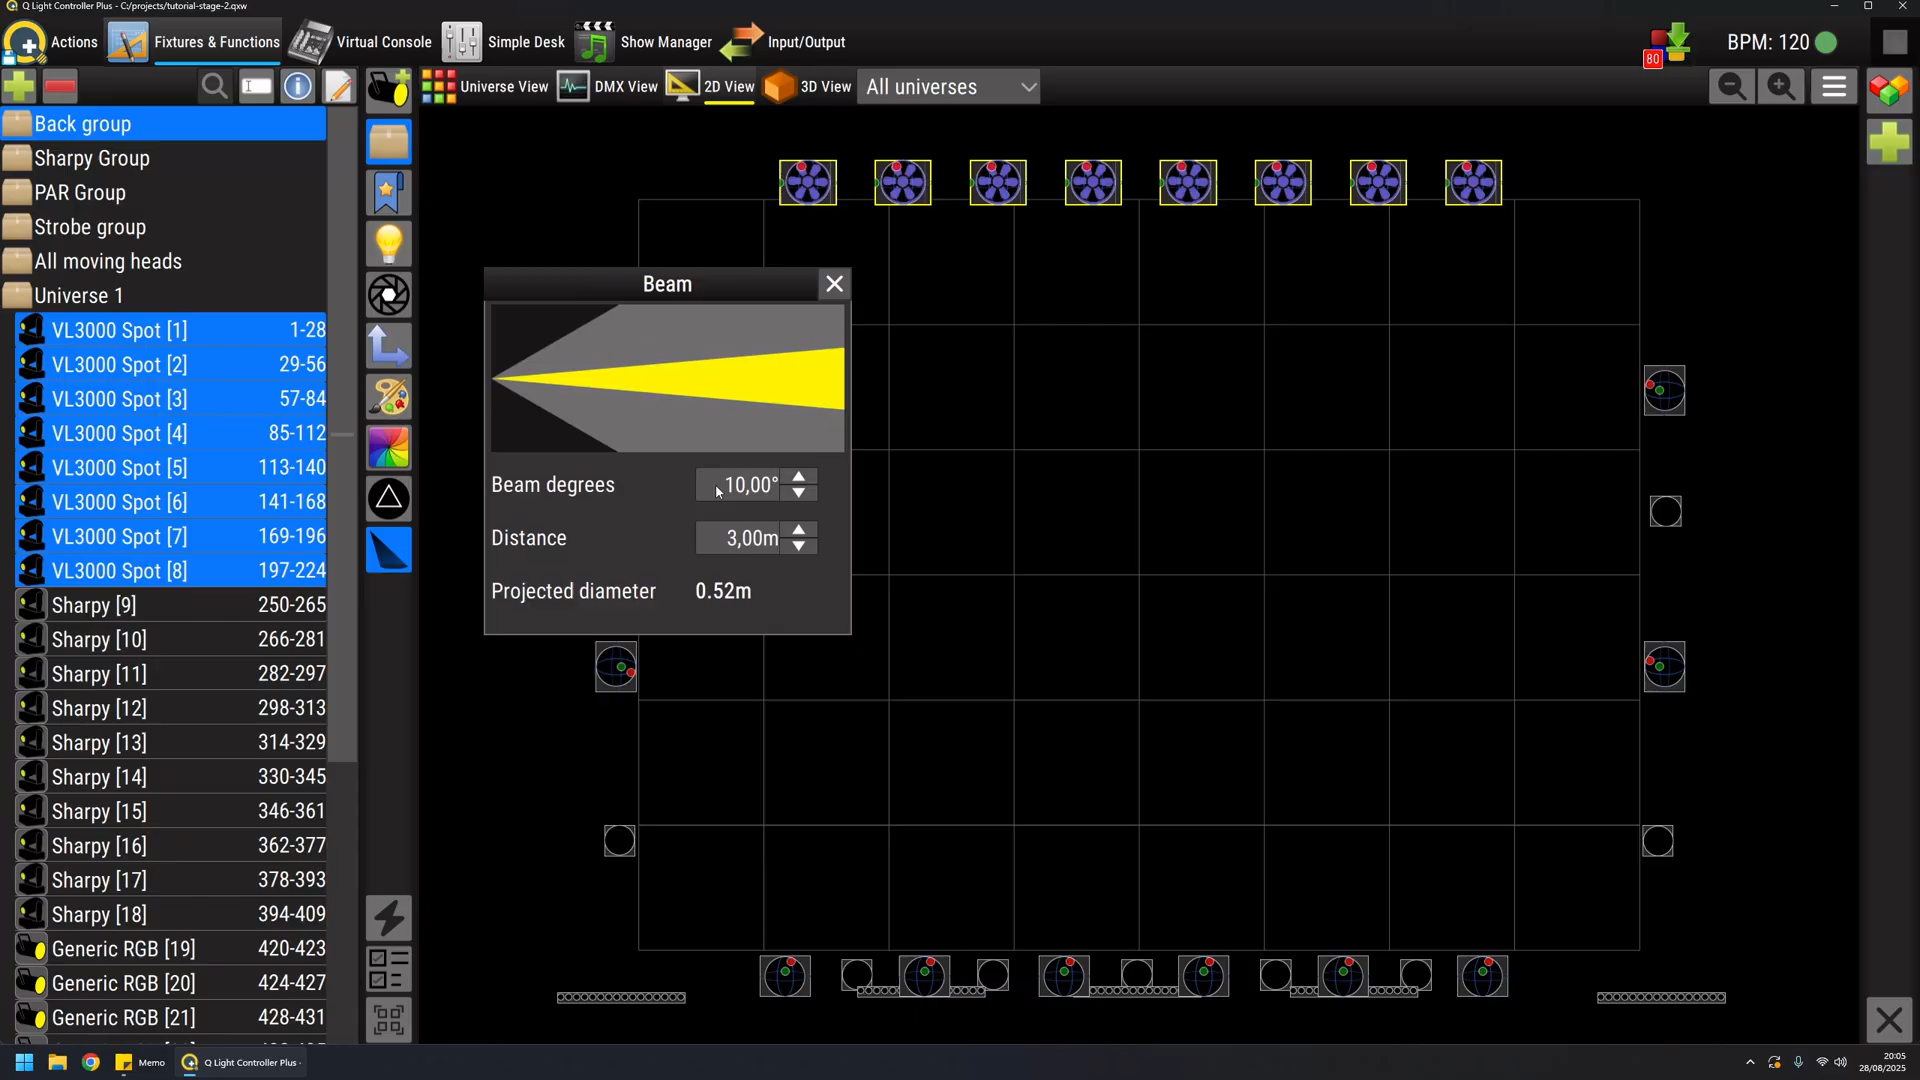 Q Light Controller Plus - C:/projects/tutorial-stage-2.qxw
Actions
Fixtures & Functions
Virtual Console
Simple Desk
Show Manager
Input/Output
80
BPM: 120
Universe View
DMX View
2D View
3D View
All universes
Back group
Sharpy Group
PAR Group
Strobe group
All moving heads
Universe 1
VL3000 Spot [1] 1-28
VL3000 Spot [2] 29-56
VL3000 Spot [3] 57-84
VL3000 Spot [4] 85-112
VL3000 Spot [5] 113-140
VL3000 Spot [6] 141-168
VL3000 Spot [7] 169-196
VL3000 Spot [8] 197-224
Sharpy [9] 250-265
Sharpy [10] 266-281
Sharpy [11] 282-297
Sharpy [12] 298-313
Sharpy [13] 314-329
Sharpy [14] 330-345
Sharpy [15] 346-361
Sharpy [16] 362-377
Sharpy [17] 378-393
Sharpy [18] 394-409
Generic RGB [19] 420-423
Generic RGB [20] 424-427
Generic RGB [21] 428-431
Beam
Beam degrees 10,00°
Distance 3,00m
Projected diameter 0.52m
Memo
Q Light Controller Plus -
20:05
28/08/2025